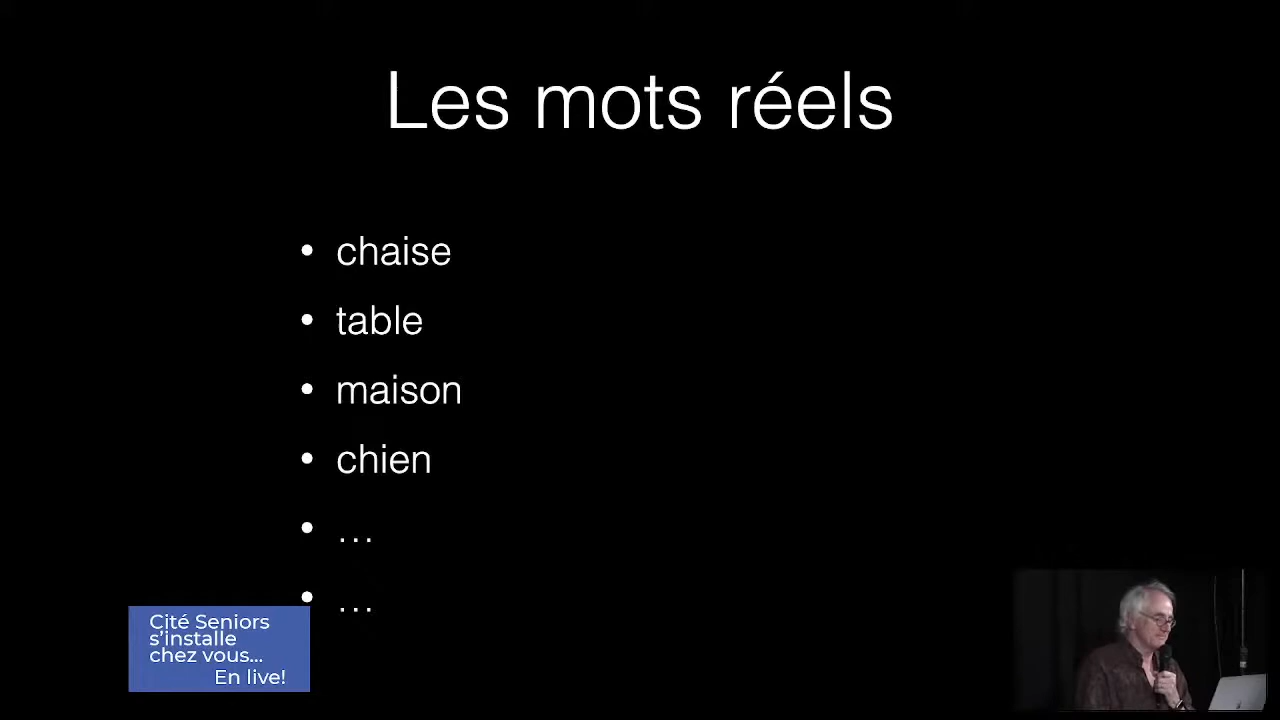 Les mots réels
• chaise
• table
• maison
• chien
• …
• …
Cité Seniors
s’installe
chez vous...
En live!